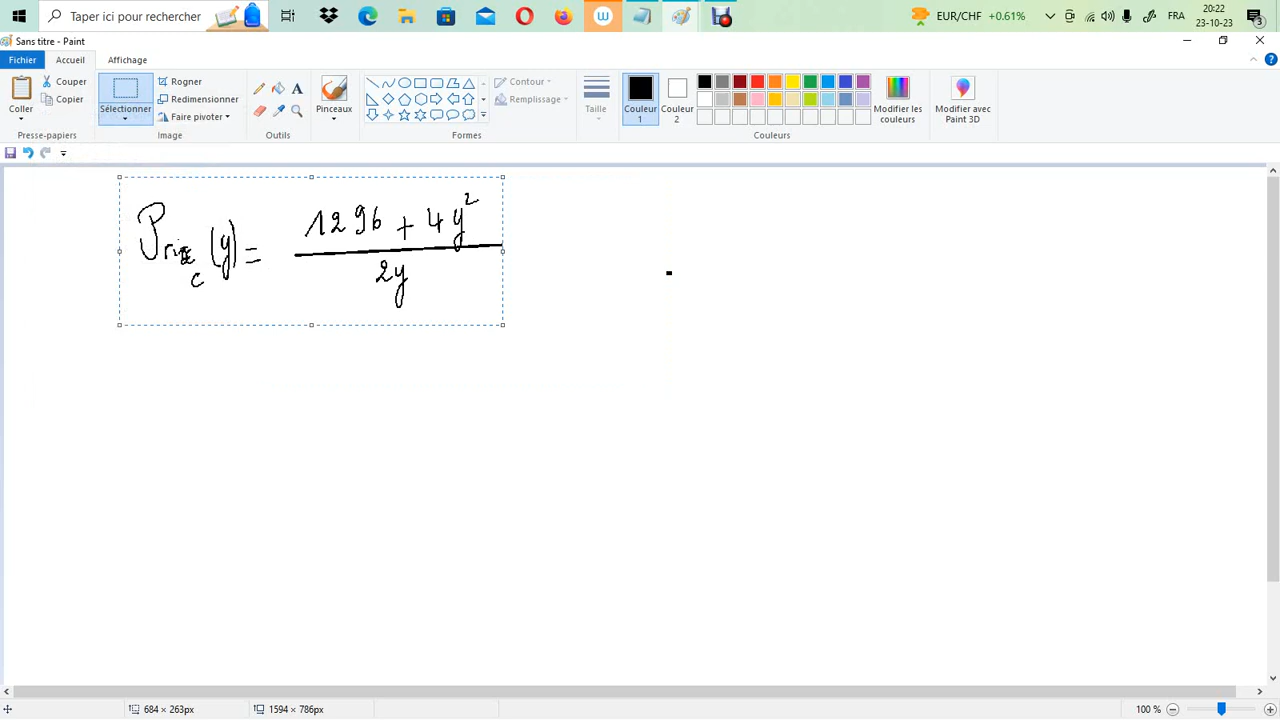 Taper ici pour rechercher
W
EUR/CHF +0.61%
FRA
20:22
23-10-23
3
Sans titre - Paint
Fichier
Accueil
Affichage
Coller
Couper
Copier
Presse-papiers
Sélectionner
Rogner
Redimensionner
Faire pivoter
Image
A
Outils
Pinceaux
Contour
Remplissage
Formes
Taille
Couleur 1
Couleur 2
Modifier les couleurs
Couleurs
Modifier avec Paint 3D
Prix_c (y) = (1296 + 4y²) / 2y
684 × 263px
1594 × 786px
100 %